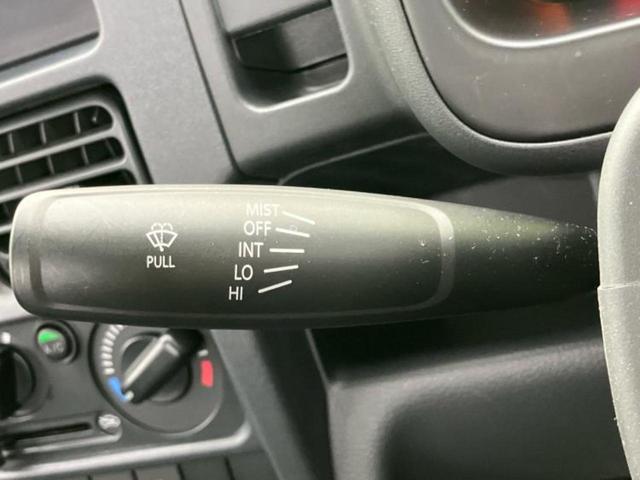 MIST
OFF
INT
LO
HI
PULL
A/C